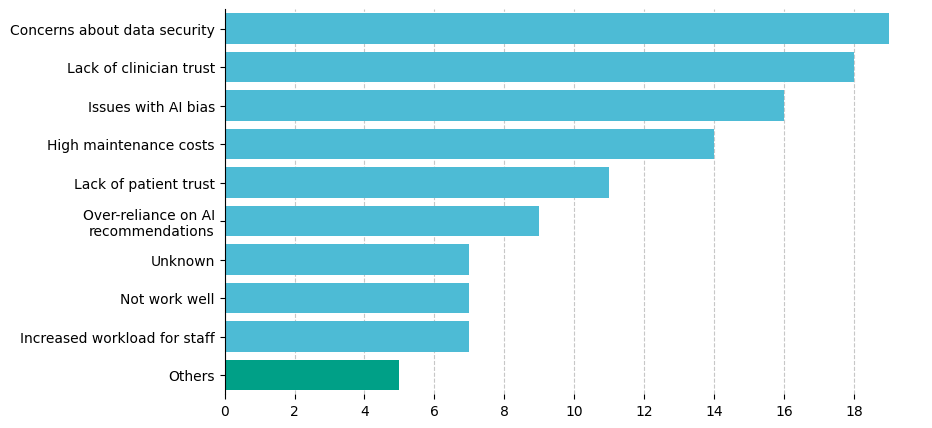 Concerns about data security
Lack of clinician trust
Issues with AI bias
High maintenance costs
Lack of patient trust
Over-reliance on AI
recommendations
Unknown
Not work well
Increased workload for staff
Others
0 2 4 6 8 10 12 14 16 18